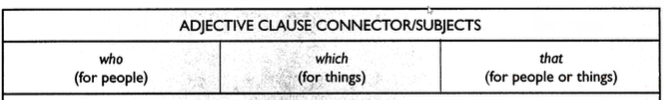 ADJECTIVE CLAUSE CONNECTOR/SUBJECTS
who which that
(for people) (for things) (for people or things)